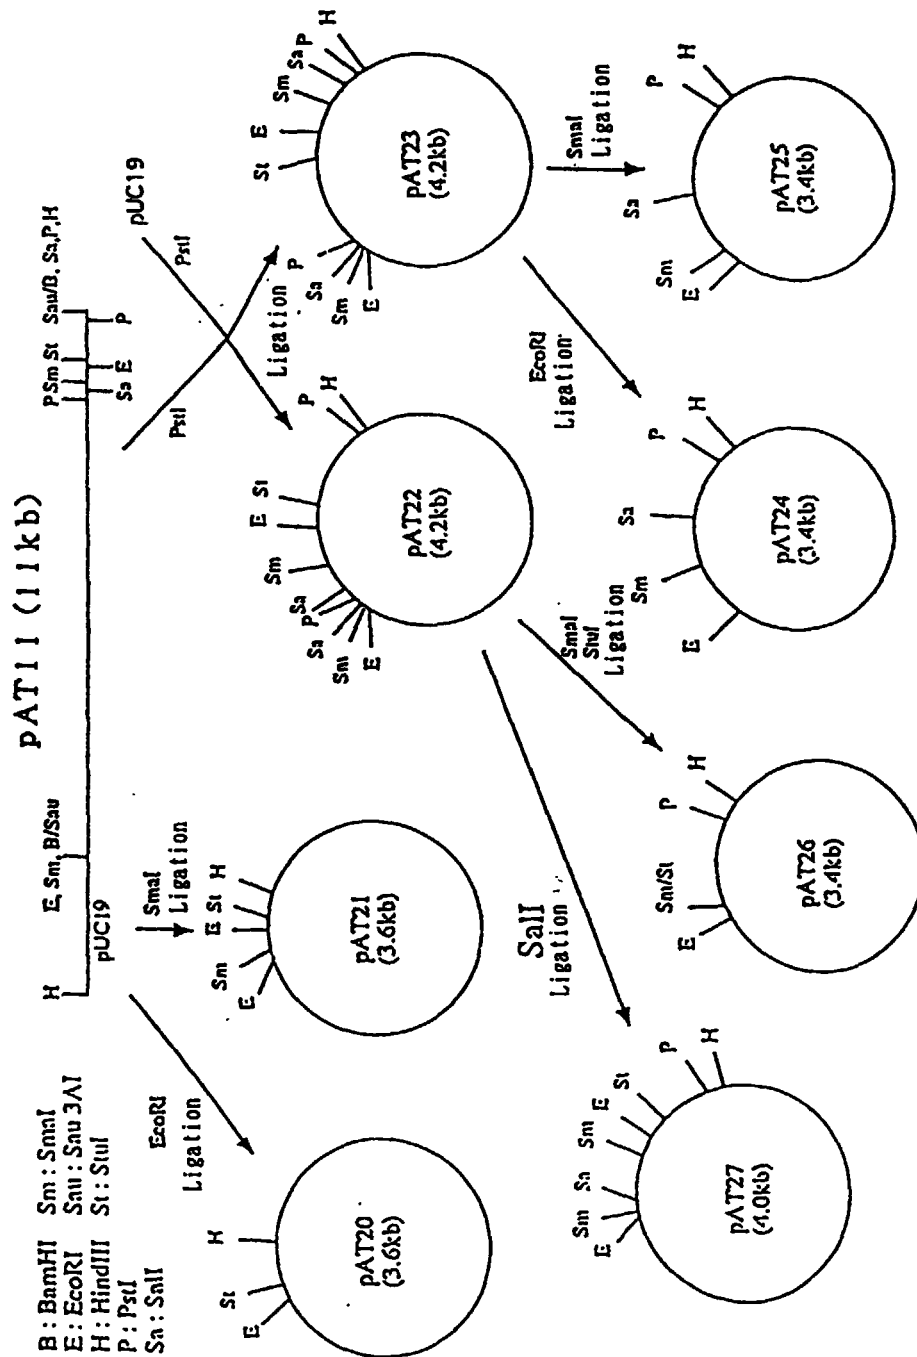 pAT11 (11kb)
B : BamHI Sm : SmaI
E : EcoRI Sau : Sau 3AI
H : HindIII St : StuI
P : PstI
Sa : SalI
H E, Sm, B/Sau P Sm St Sau/B, Sa, P, H
pUC19 Sa E P
EcoRI
Ligation
SmaI
Ligation
PstI
Ligation
PstI
pUC19
E St H
pAT20
(3.6kb)
E Sm E St H
pAT21
(3.6kb)
E Sm Sa P Sa Sm E St P H
pAT22
(4.2kb)
E Sm Sa P St E Sm Sa P H
pAT23
(4.2kb)
SalI
Ligation
SmaI
StuI
Ligation
EcoRI
Ligation
SmaI
Ligation
E Sm Sa Sm E St P H
pAT27
(4.0kb)
E Sm/St P H
pAT26
(3.4kb)
E Sm Sa P H
pAT24
(3.4kb)
E Sm Sa P H
pAT25
(3.4kb)